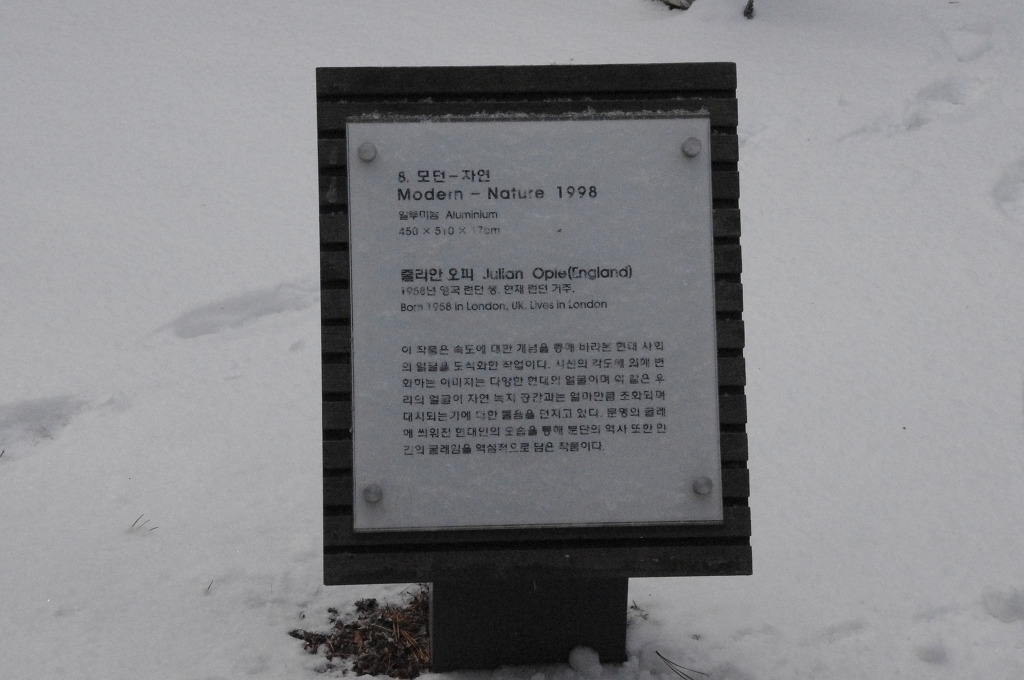 8. 모던-자연
Modern - Nature 1998
알루미늄 Aluminium
450 × 510 × 17cm
줄리안 오피 Julian Opie(England)
1958년 영국 런던 생. 현재 런던 거주.
Born 1958 in London, UK. Lives in London
이 작품은 속도에 대한 개념을 통해 바라본 현대 사회
의 얼굴을 도식화한 작업이다. 시선의 각도에 의해 변
화하는 이미지는 다양한 현대의 얼굴이며 이 같은 우
리의 얼굴이 자연 녹지 공간과는 얼마만큼 조화되며
대치되는가에 대한 물음을 던지고 있다. 문명의 굴레
에 씌워진 현대인의 모습을 통해 분단의 역사 또한 인
간의 굴레임을 역설적으로 담은 작품이다.